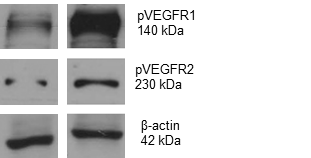 pVEGFR1
140 kDa
pVEGFR2
230 kDa
β-actin
42 kDa